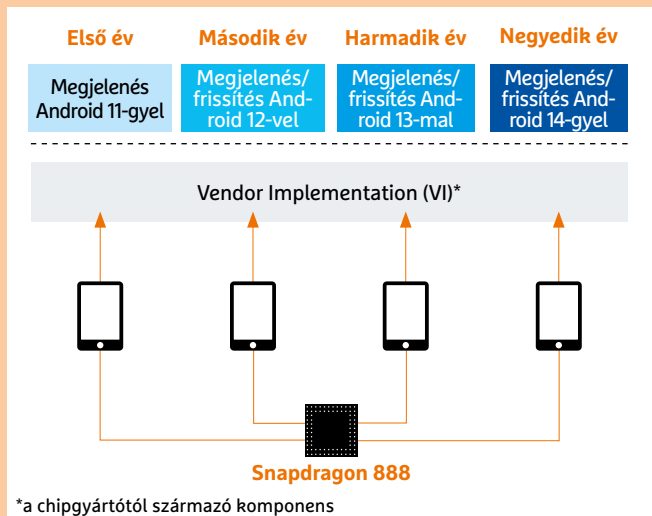 Első év
Második év
Harmadik év
Negyedik év
Megjelenés
Android 11-gyel
Megjelenés/
frissítés And-
roid 12-vel
Megjelenés/
frissítés And-
roid 13-mal
Megjelenés/
frissítés And-
roid 14-gyel
Vendor Implementation (VI)*
Snapdragon 888
*a chipgyártótól származó komponens